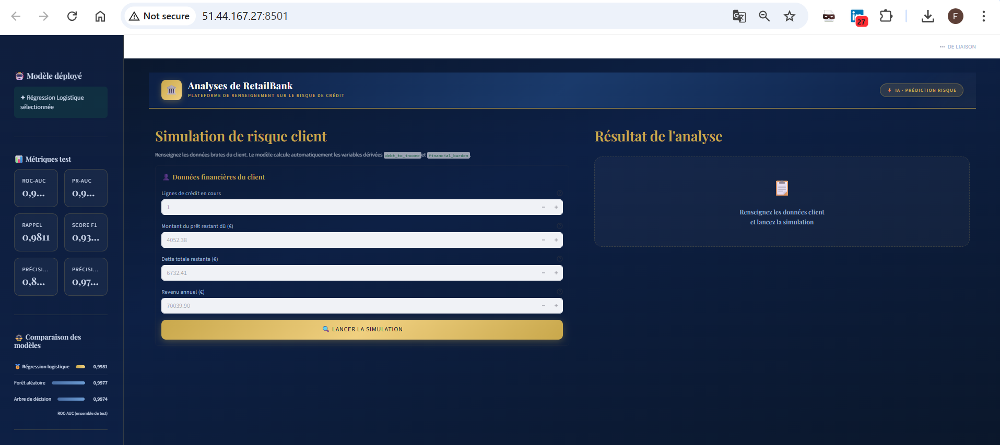 Not secure
51.44.167.27:8501
27
F
DE LIAISON
Modèle déployé
✦ Régression Logistique
sélectionnée
Métriques test
ROC-AUC
0,9...
PR-AUC
0,9...
RAPPEL
0,9811
SCORE F1
0,93...
PRÉCISI...
0,8...
PRÉCISI...
0,97...
Comparaison des
modèles
Régression logistique 0,9981
Forêt aléatoire 0,9977
Arbre de décision 0,9974
ROC-AUC (ensemble de test)
Analyses de RetailBank
PLATEFORME DE RENSEIGNEMENT SUR LE RISQUE DE CRÉDIT
IA · PRÉDICTION RISQUE
Simulation de risque client
Renseignez les données brutes du client. Le modèle calcule automatiquement les variables dérivées debt_to_income et financial_burden.
Données financières du client
Lignes de crédit en cours
1
Montant du prêt restant dû (€)
4052.38
Dette totale restante (€)
6732.41
Revenu annuel (€)
70039.90
LANCER LA SIMULATION
Résultat de l'analyse
Renseignez les données client
et lancez la simulation